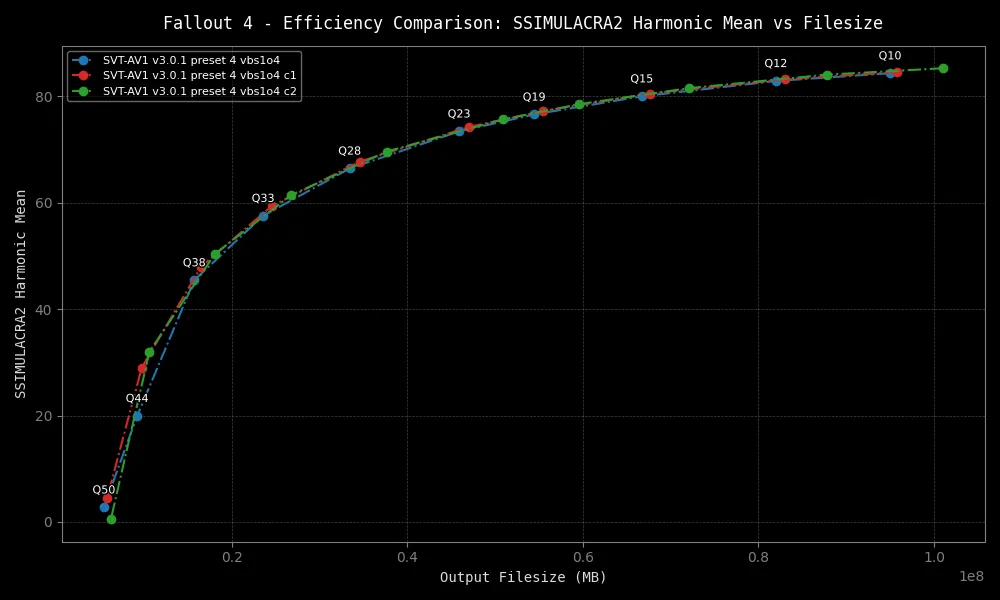 Fallout 4 - Efficiency Comparison: SSIMULACRA2 Harmonic Mean vs Filesize
SVT-AV1 v3.0.1 preset 4 vbs1o4
SVT-AV1 v3.0.1 preset 4 vbs1o4 c1
SVT-AV1 v3.0.1 preset 4 vbs1o4 c2
Q10
Q12
Q15
Q19
Q23
Q28
Q33
Q38
Q44
Q50
80
60
40
20
0
SSIMULACRA2 Harmonic Mean
0.2 0.4 0.6 0.8 1.0
1e8
Output Filesize (MB)